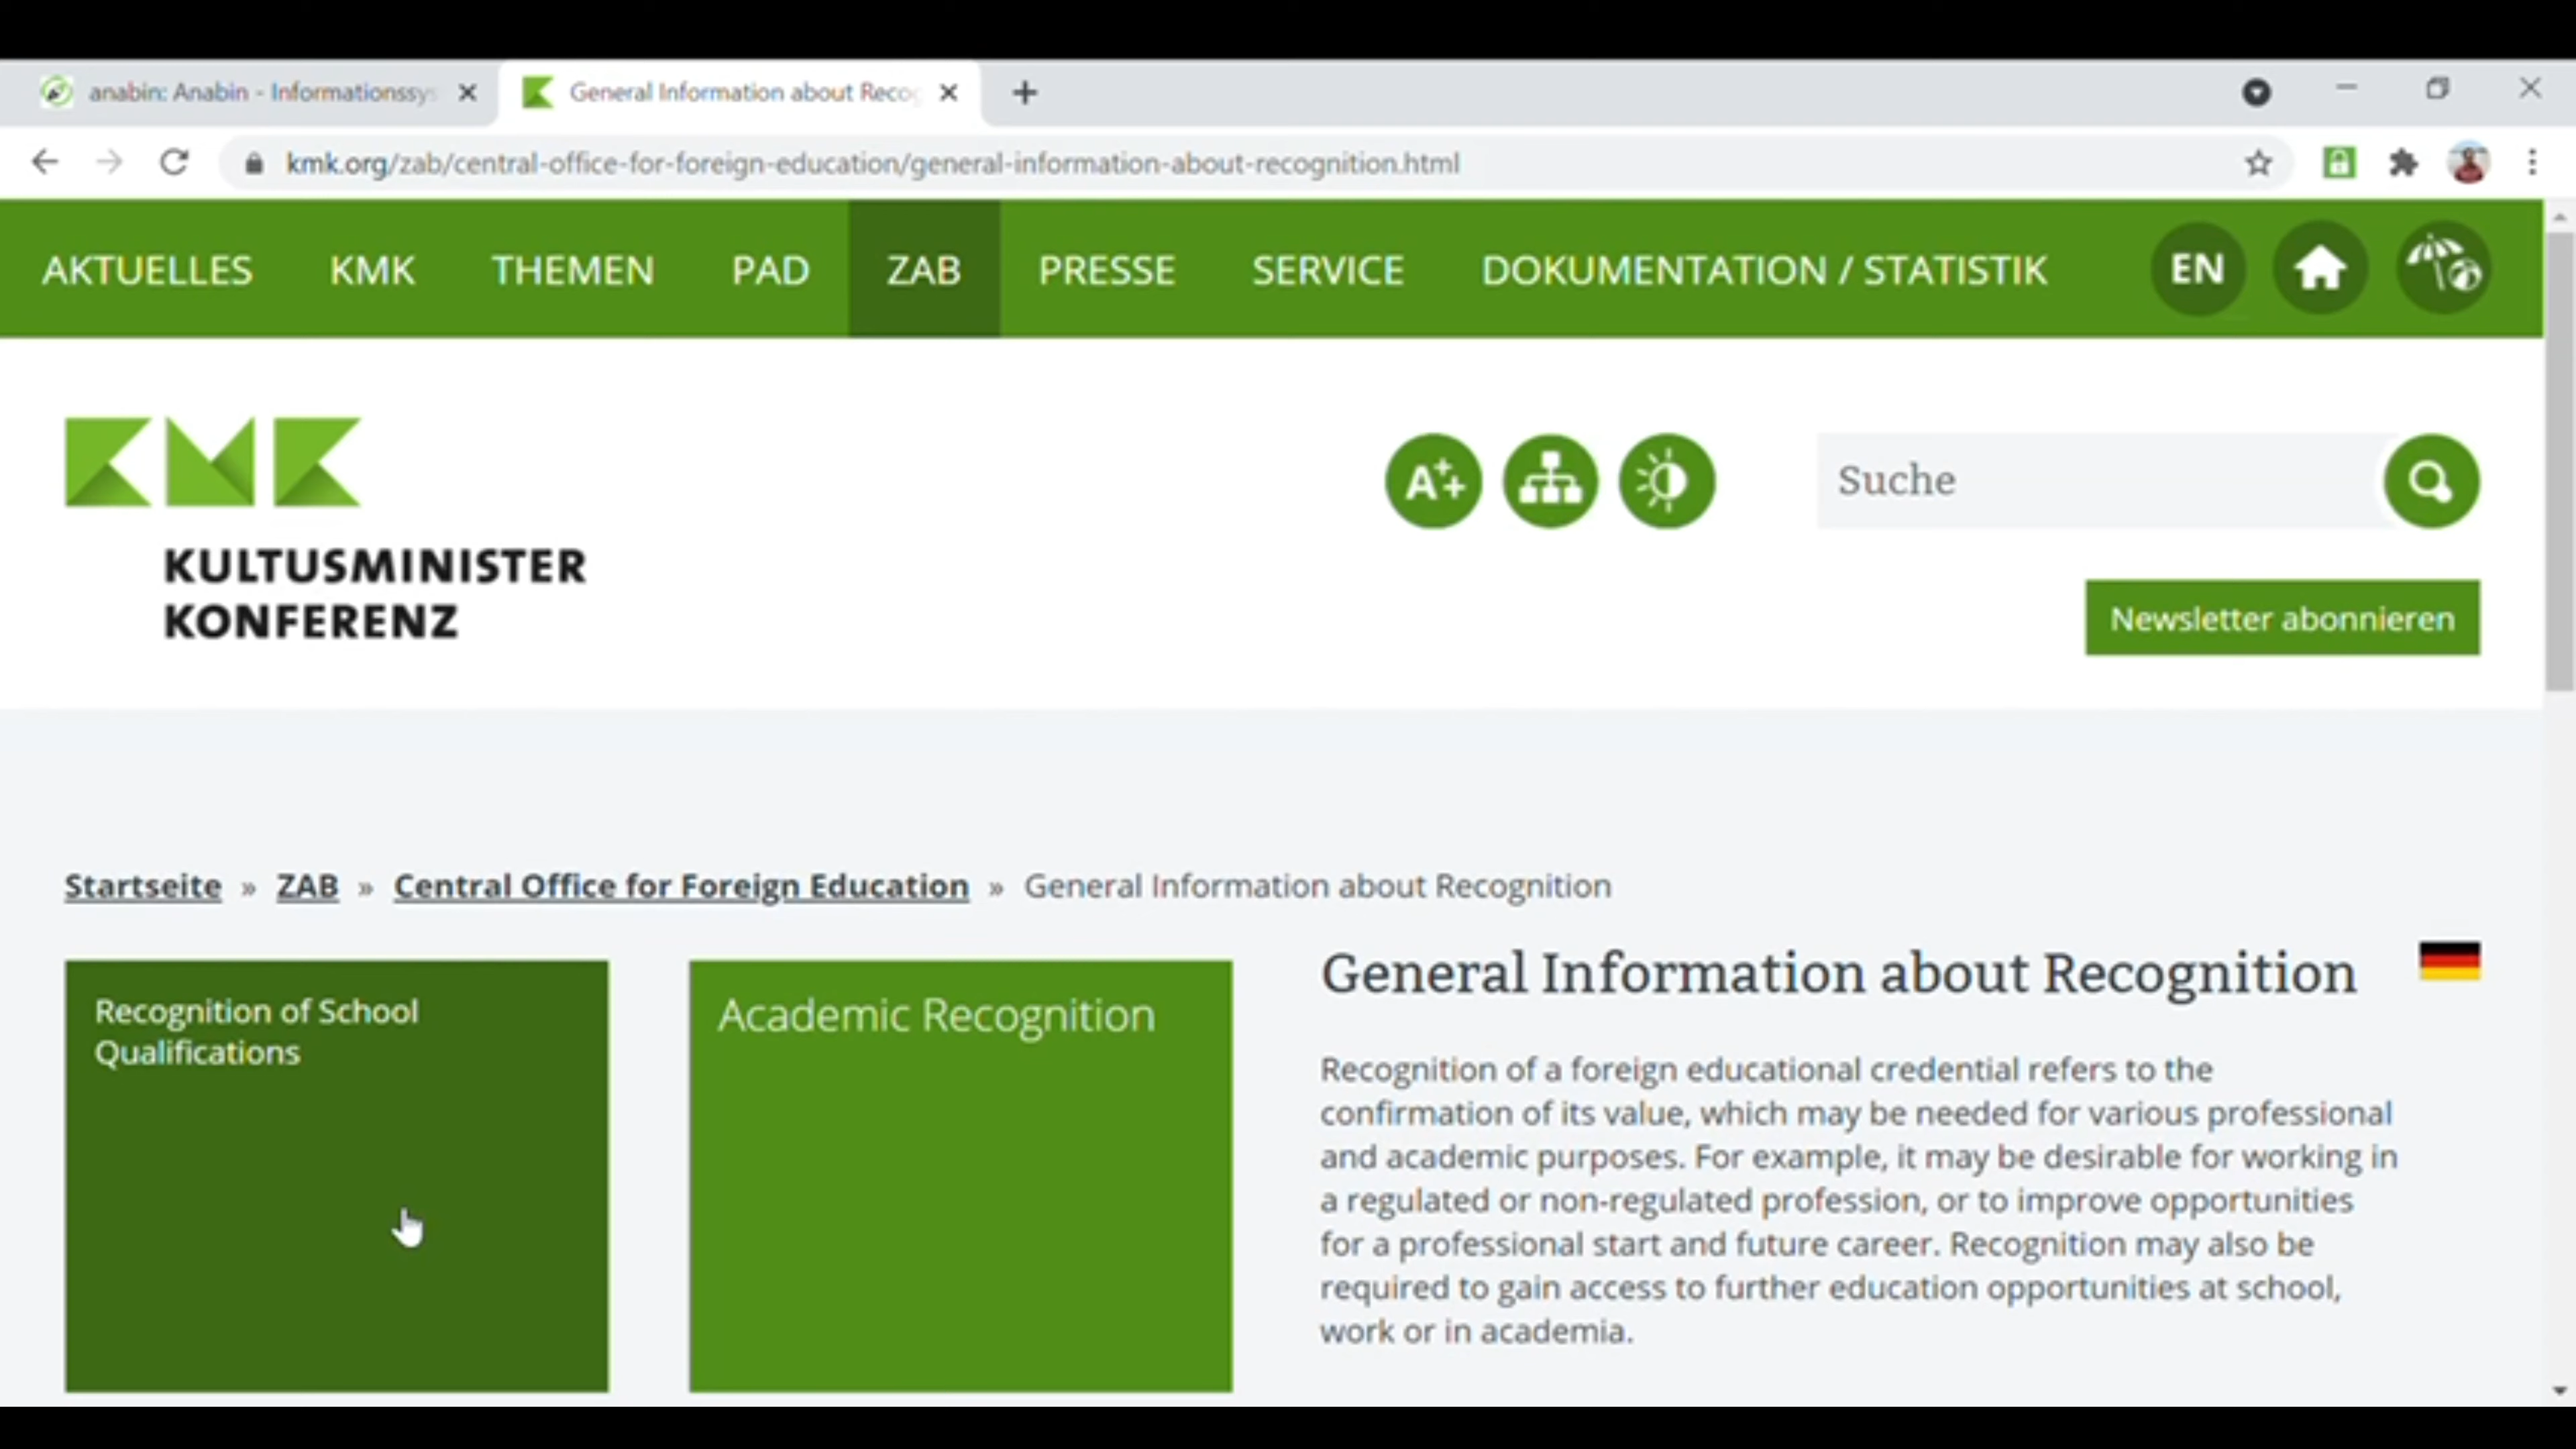 anabin: Anabin - Informationssys
General Information about Recog
kmk.org/zab/central-office-for-foreign-education/general-information-about-recognition.html
AKTUELLES KMK THEMEN PAD ZAB PRESSE SERVICE DOKUMENTATION / STATISTIK EN
KMK
KULTUSMINISTER
KONFERENZ
A++
Suche
Newsletter abonnieren
Startseite » ZAB » Central Office for Foreign Education » General Information about Recognition
Recognition of School
Qualifications
Academic Recognition
General Information about Recognition
Recognition of a foreign educational credential refers to the
confirmation of its value, which may be needed for various professional
and academic purposes. For example, it may be desirable for working in
a regulated or non-regulated profession, or to improve opportunities
for a professional start and future career. Recognition may also be
required to gain access to further education opportunities at school,
work or in academia.